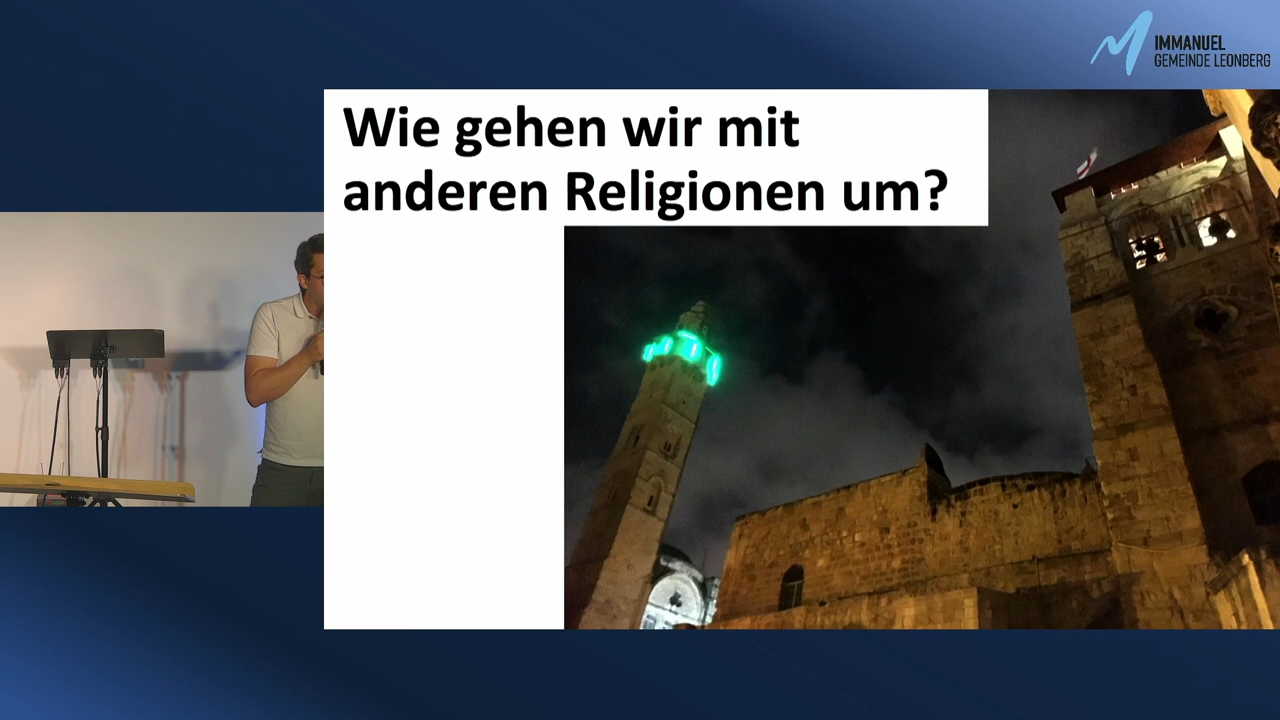 IMMANUEL
GEMEINDE LEONBERG
Wie gehen wir mit
anderen Religionen um?